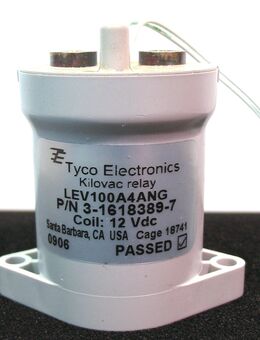 Tyco Electronics
Kilovac relay
LEV100A4ANG
P/N 3-1618389-7
Coil: 12 Vdc
Santa Barbara, CA USA Cage 18741
0906 PASSED